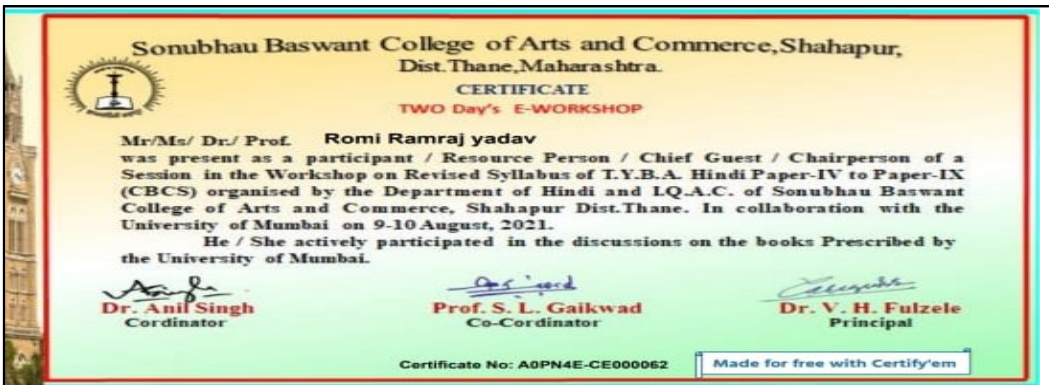 Sonubhau Baswant College of Arts and Commerce,Shahapur,
Dist.Thane,Maharashtra.
CERTIFICATE
TWO Day's E-WORKSHOP
Mr/Ms/ Dr./ Prof. Romi Ramraj yadav
was present as a participant / Resource Person / Chief Guest / Chairperson of a
Session in the Workshop on Revised Syllabus of T.Y.B.A. Hindi Paper-IV to Paper-IX
(CBCS) organised by the Department of Hindi and I.Q.A.C. of Sonubhau Baswant
College of Arts and Commerce, Shahapur Dist.Thane. In collaboration with the
University of Mumbai on 9-10 August, 2021.
He / She actively participated in the discussions on the books Prescribed by
the University of Mumbai.
Dr. Anil Singh
Cordinator
Prof. S. L. Gaikwad
Co-Cordinator
Dr. V. H. Fulzele
Principal
Certificate No: A0PN4E-CE000062
Made for free with Certify'em